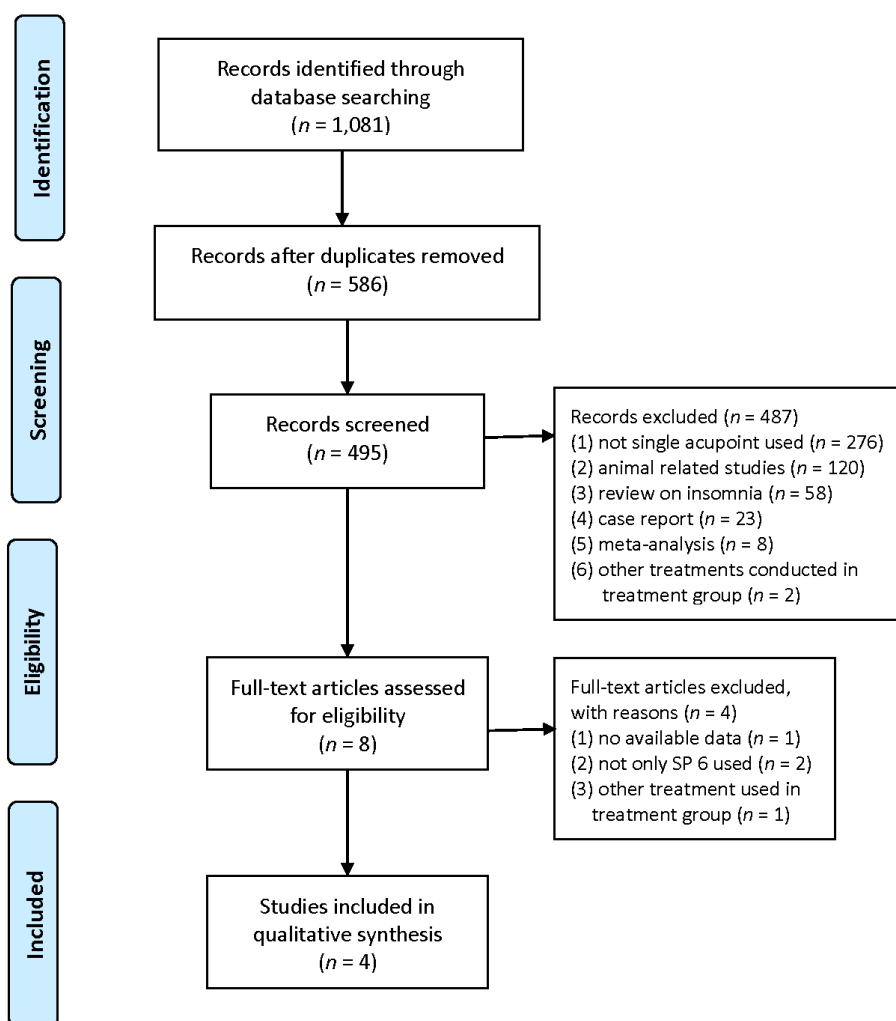 Identification
Records identified through
database searching
(n = 1,081)
Records after duplicates removed
(n = 586)
Screening
Records screened
(n = 495)
Records excluded (n = 487)
(1) not single acupoint used (n = 276)
(2) animal related studies (n = 120)
(3) review on insomnia (n = 58)
(4) case report (n = 23)
(5) meta-analysis (n = 8)
(6) other treatments conducted in
treatment group (n = 2)
Eligibility
Full-text articles assessed
for eligibility
(n = 8)
Full-text articles excluded,
with reasons (n = 4)
(1) no available data (n = 1)
(2) not only SP 6 used (n = 2)
(3) other treatment used in
treatment group (n = 1)
Included
Studies included in
qualitative synthesis
(n = 4)